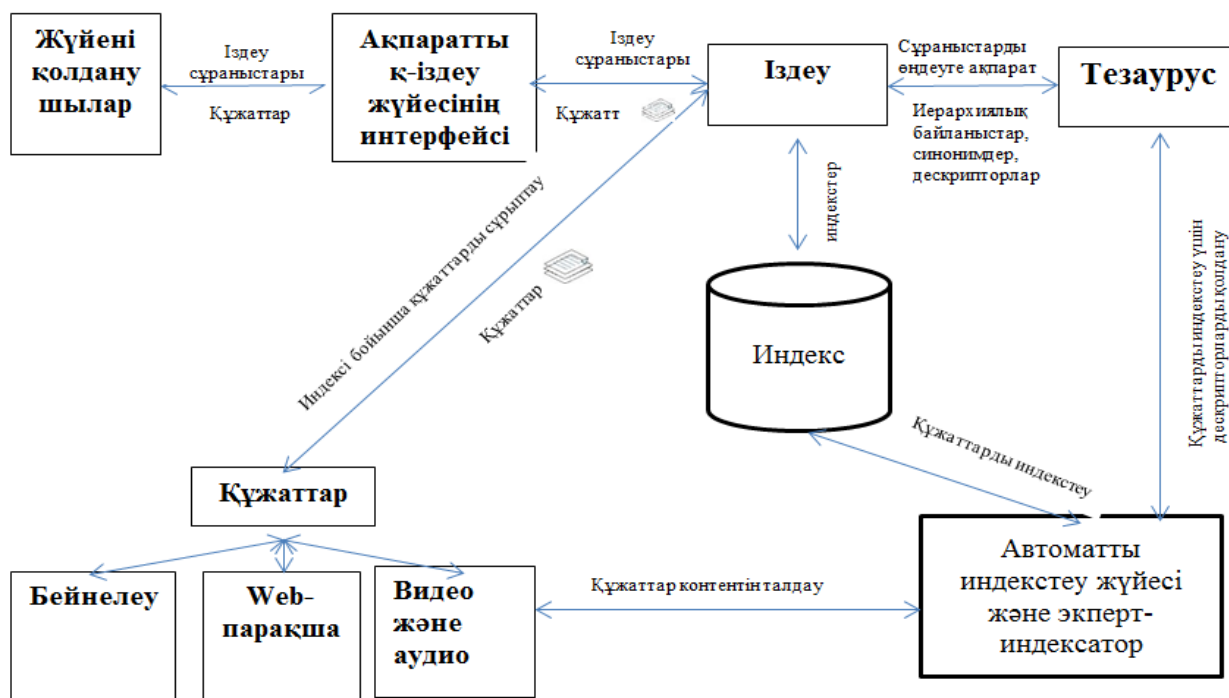 Жүйені
қолдану
шылар
Іздеу
сұраныстары
Құжаттар
Ақпаратты
қ-іздеу
жүйесінің
интерфейсі
Іздеу
сұраныстары
Құжатт
Іздеу
Сұраныстарды
өңдеуге ақпарат
Иерархиялық
байланыстар,
синонимдер,
дескрипторлар
Тезаурус
индекстер
Индексі бойынша құжаттарды сұрыптау
Құжаттар
Құжаттарды индекстеу үшін
дескрипторларды қолдану
Индекс
Құжаттарды индекстеу
Құжаттар
Бейнелеу
Web-
парақша
Видео
және
аудио
Құжаттар контентін талдау
Автоматты
индекстеу жүйесі
және экперт-
индексатор